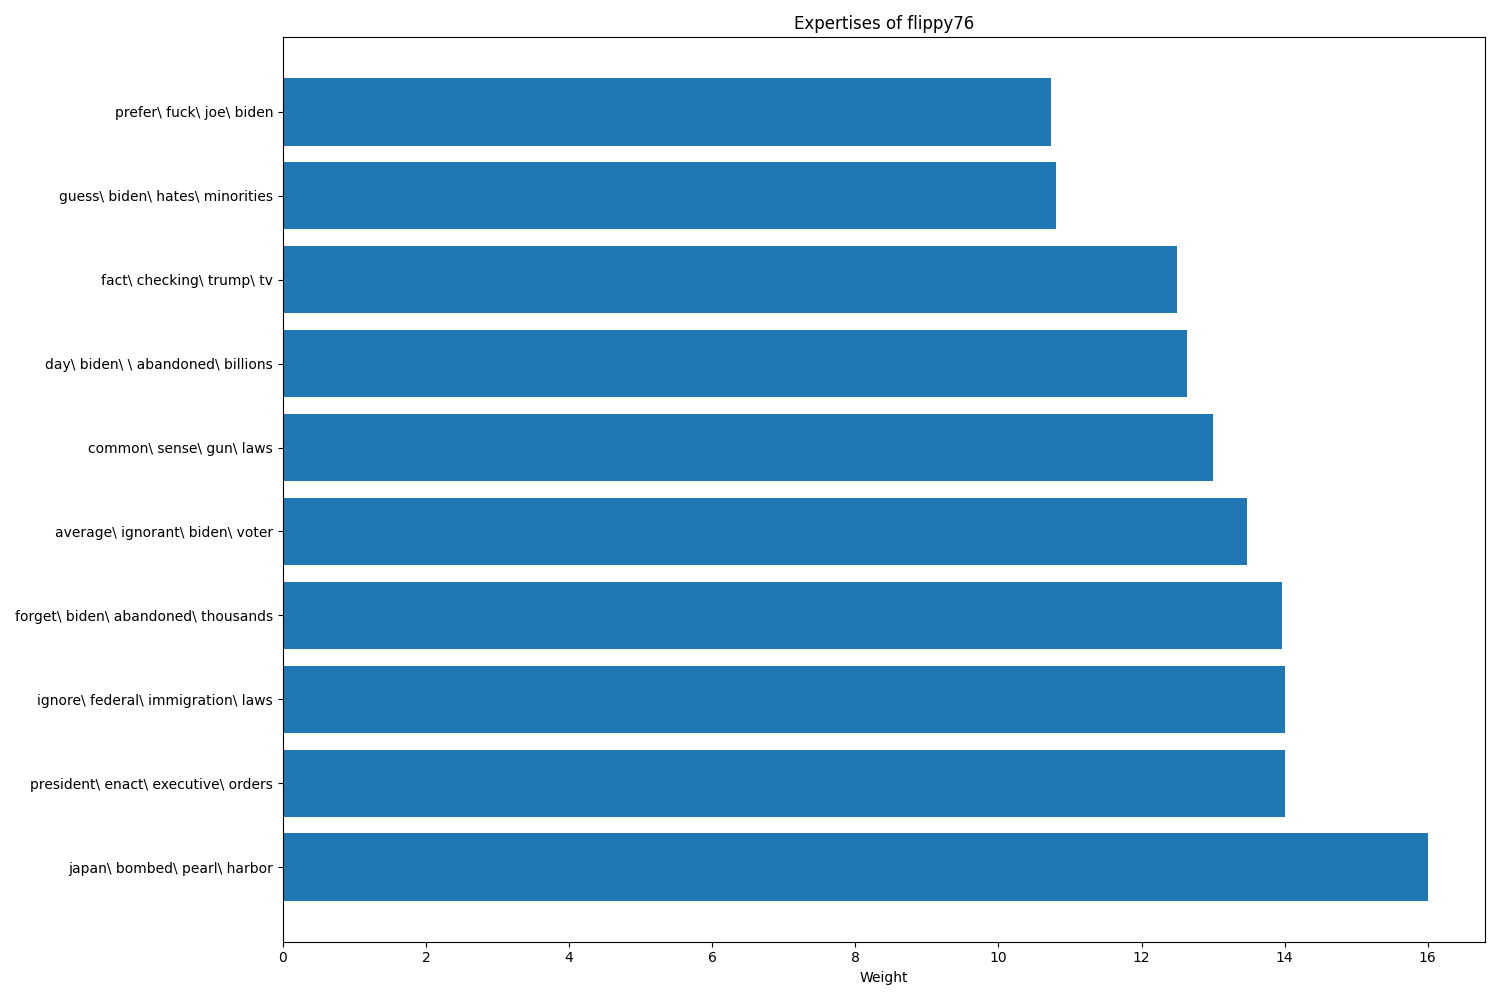 Expertises of flippy76
prefer\ fuck\ joe\ biden
guess\ biden\ hates\ minorities
fact\ checking\ trump\ tv
day\ biden\ \ abandoned\ billions
common\ sense\ gun\ laws
average\ ignorant\ biden\ voter
forget\ biden\ abandoned\ thousands
ignore\ federal\ immigration\ laws
president\ enact\ executive\ orders
japan\ bombed\ pearl\ harbor
0 2 4 6 8 10 12 14 16
Weight